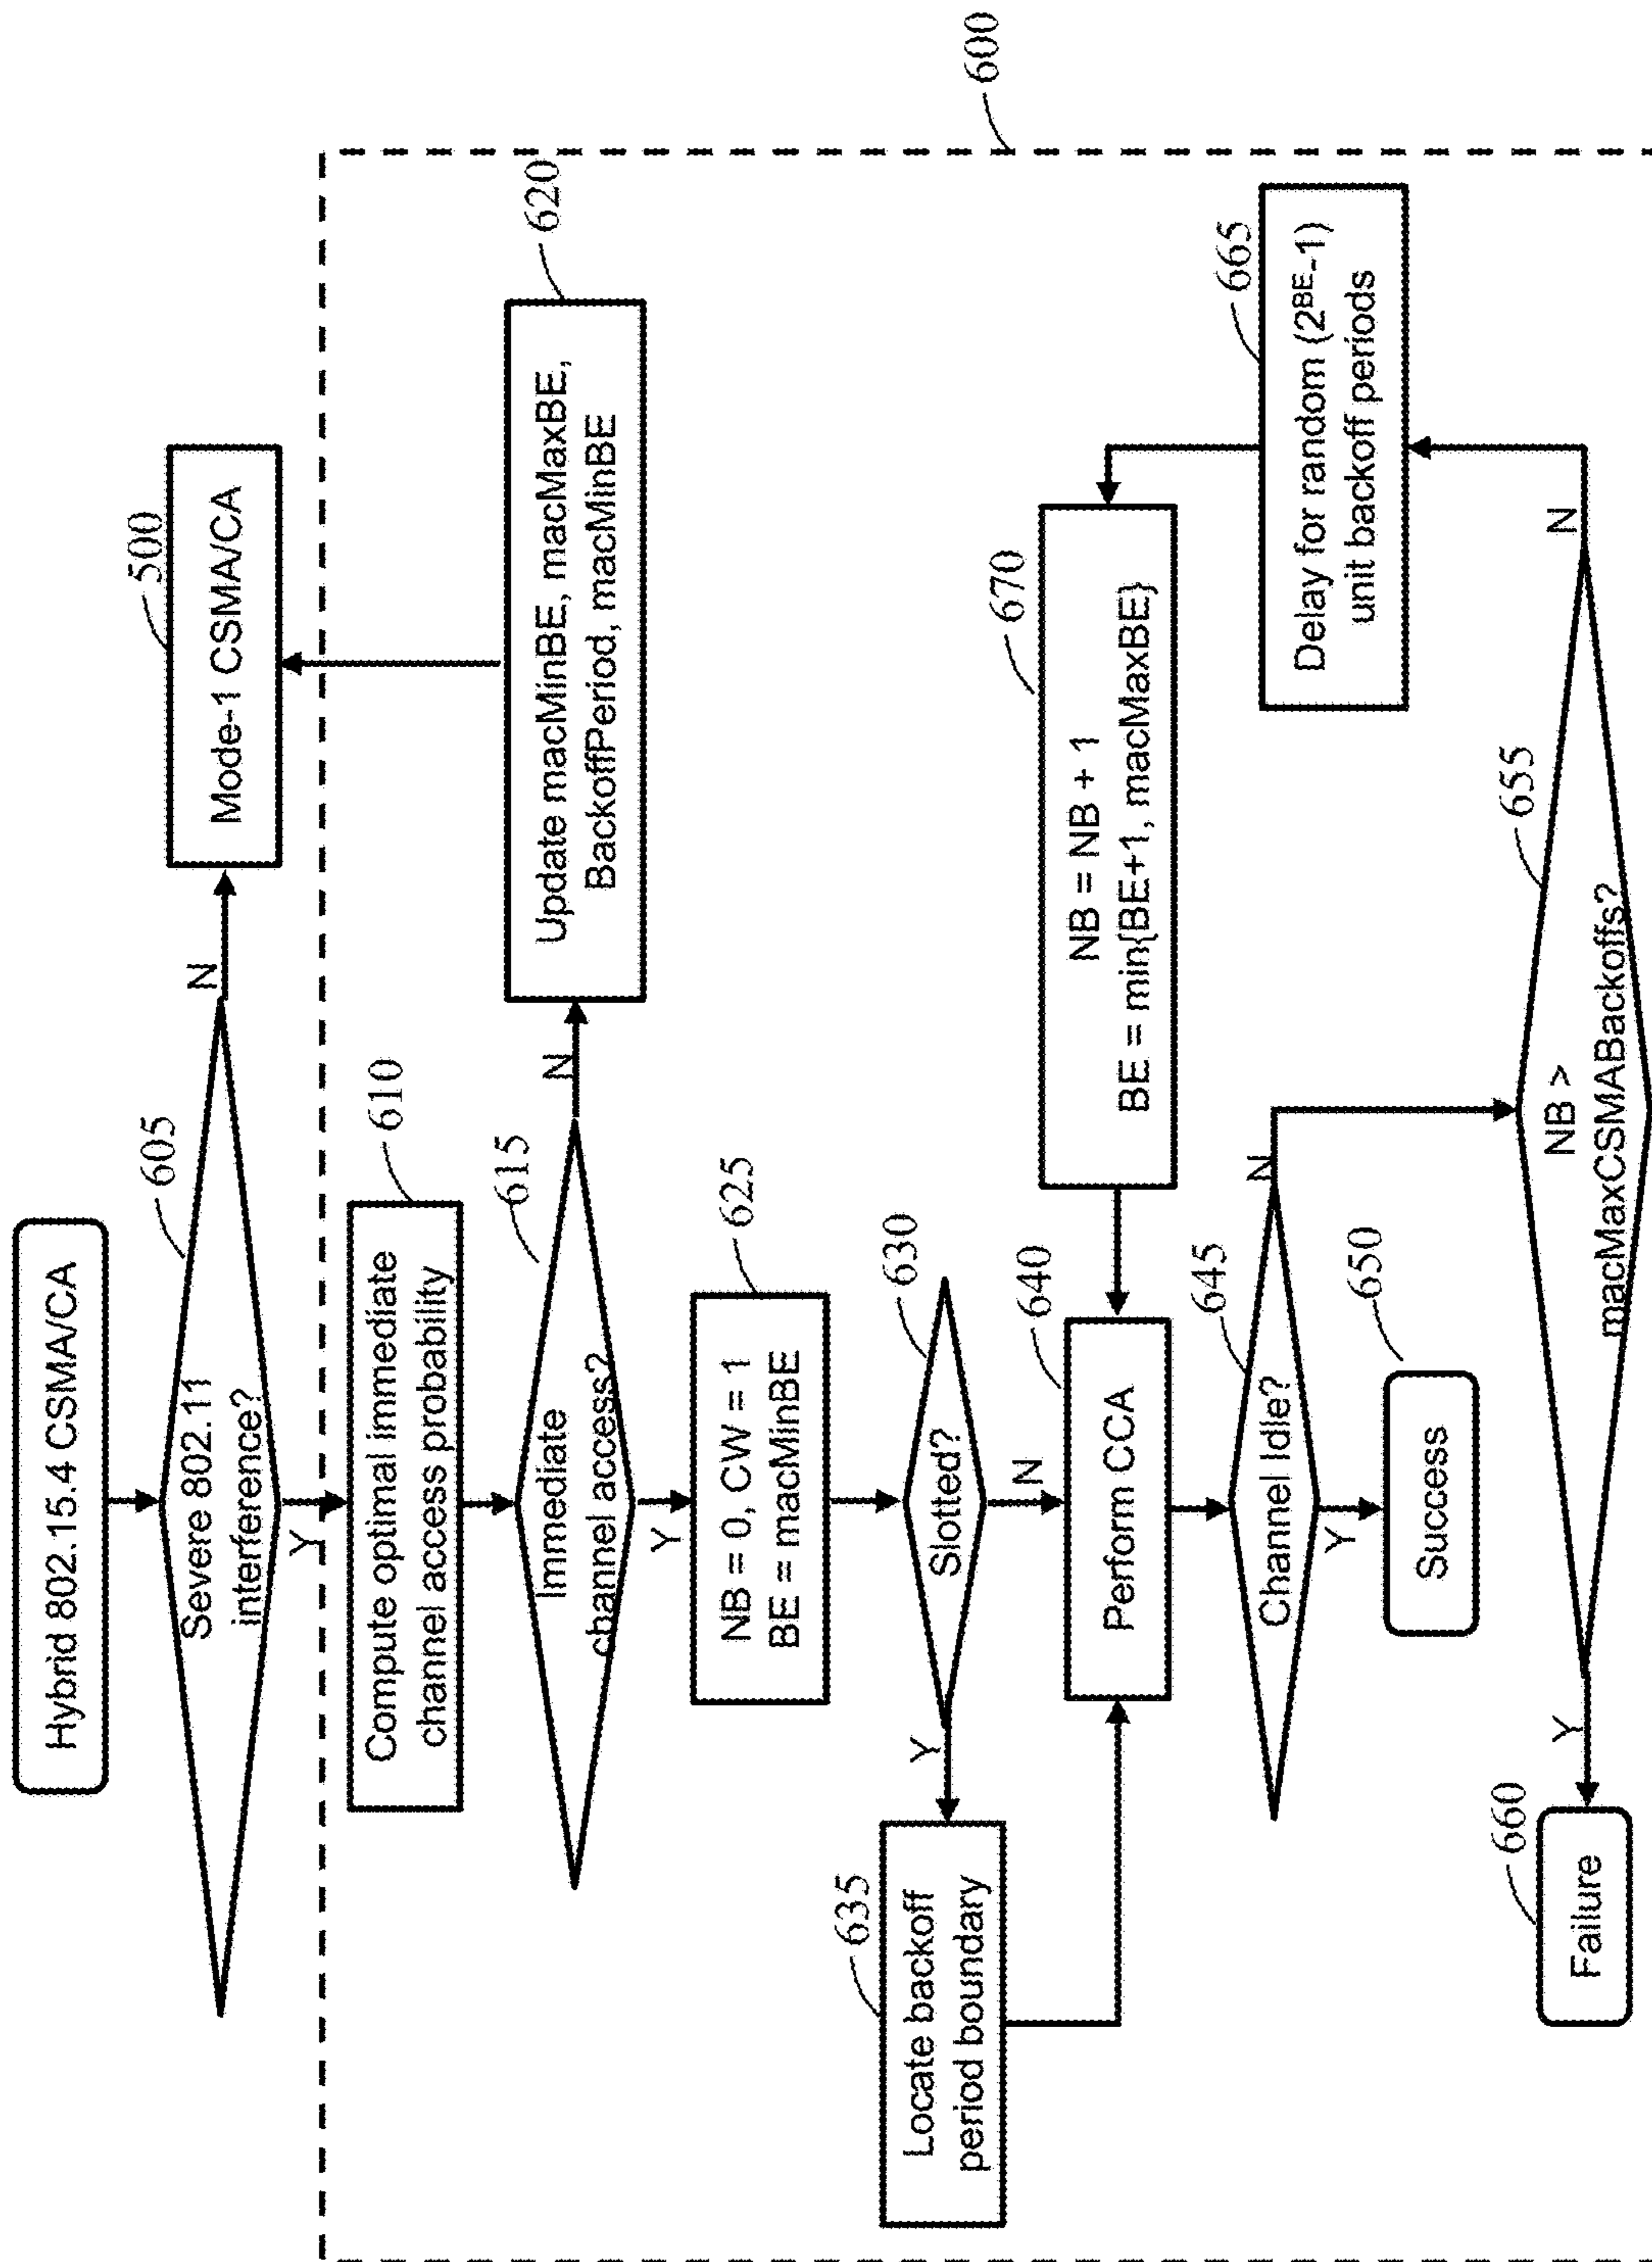 Hybrid 802.15.4 CSMA/CA
605
Severe 802.11
interference?
N
Y
500
Mode-1 CSMA/CA
600
610
Compute optimal immediate
channel access probability
615
Immediate
channel access?
N
Y
620
Update macMinBE, macMaxBE,
BackoffPeriod, macMinBE
625
NB = 0, CW = 1
BE = macMinBE
630
Slotted?
Y
N
635
Locate backoff
period boundary
640
Perform CCA
670
NB = NB + 1
BE = min{BE+1, macMaxBE}
645
Channel Idle?
N
Y
650
Success
665
Delay for random (2^BE-1)
unit backoff periods
655
NB >
macMaxCSMABackoffs?
N
Y
660
Failure